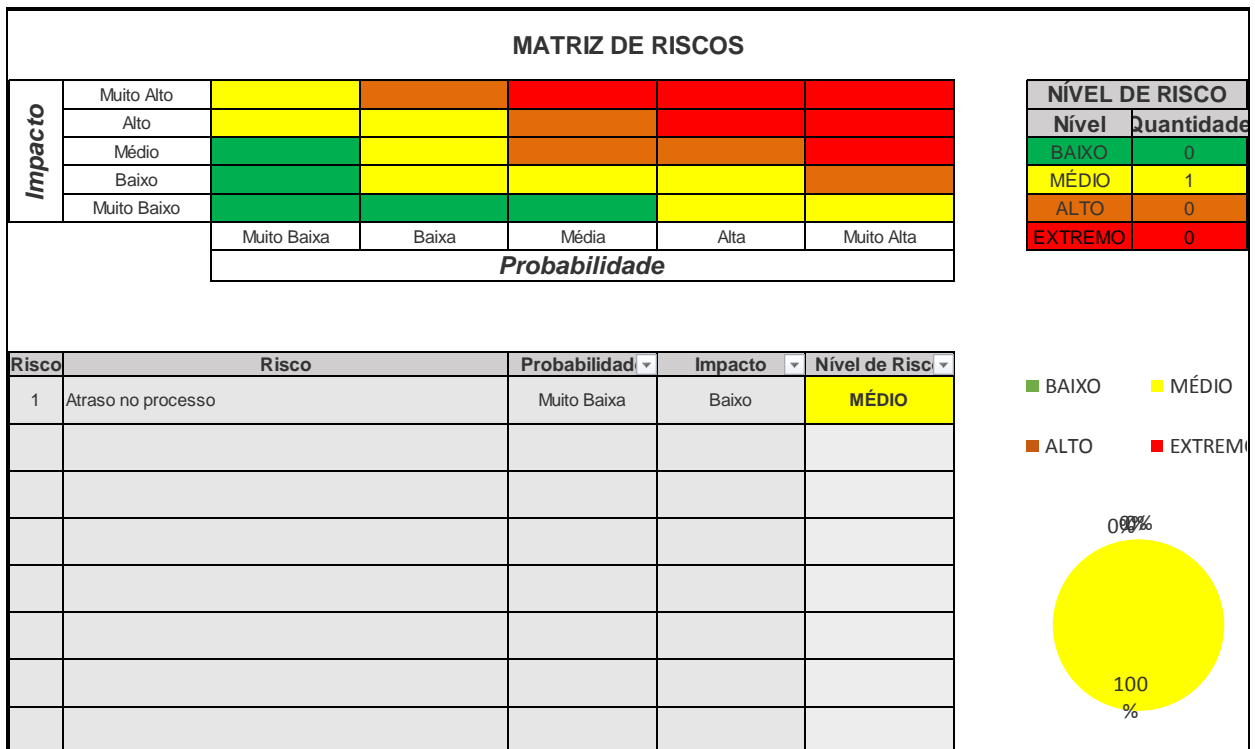 MATRIZ DE RISCOS
Impacto
Muito Alto
Alto
Médio
Baixo
Muito Baixo
Muito Baixa Baixa Média Alta Muito Alta
Probabilidade
NÍVEL DE RISCO
Nível Quantidade
BAIXO 0
MÉDIO 1
ALTO 0
EXTREMO 0
Risco Risco Probabilidad Impacto Nível de Risc
1 Atraso no processo Muito Baixa Baixo MÉDIO
BAIXO MÉDIO
ALTO EXTREM
0%
100
%